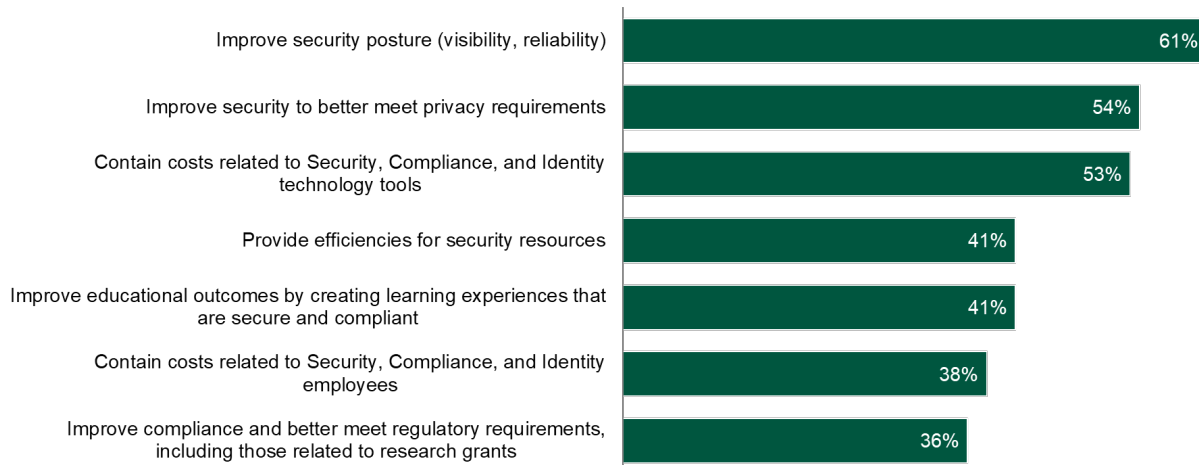 Improve security posture (visibility, reliability)
61%
Improve security to better meet privacy requirements
54%
Contain costs related to Security, Compliance, and Identity
technology tools
53%
Provide efficiencies for security resources
41%
Improve educational outcomes by creating learning experiences that
are secure and compliant
41%
Contain costs related to Security, Compliance, and Identity
employees
38%
Improve compliance and better meet regulatory requirements,
including those related to research grants
36%